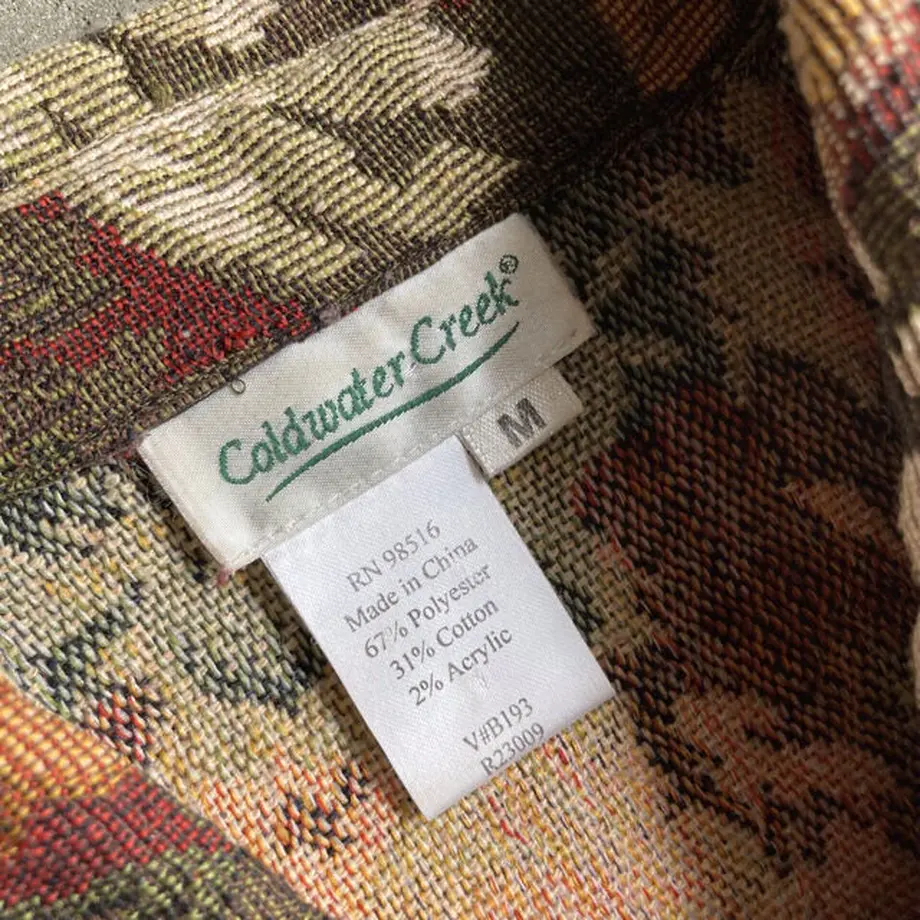 Coldwater Creek®
M
RN 98516
Made in China
67% Polyester
31% Cotton
2% Acrylic
V#B193
R23009